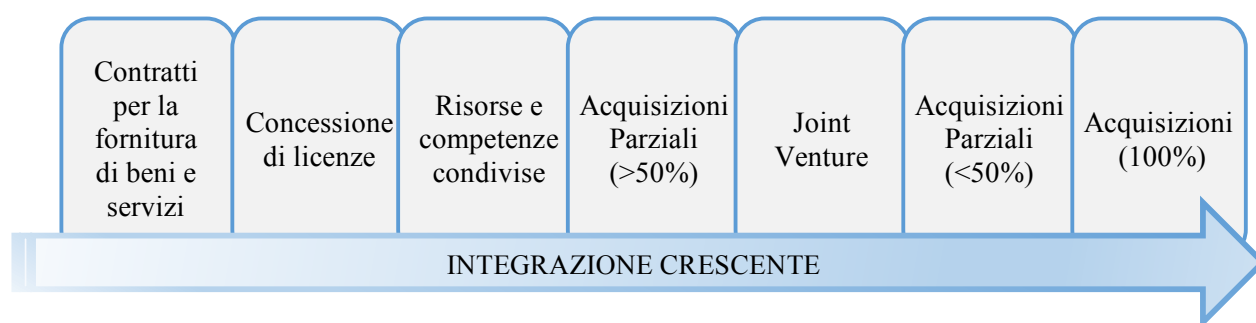 Contratti
per la
fornitura
di beni e
servizi
Concessione
di licenze
Risorse e
competenze
condivise
Acquisizioni
Parziali
(>50%)
Joint
Venture
Acquisizioni
Parziali
(<50%)
Acquisizioni
(100%)
INTEGRAZIONE CRESCENTE